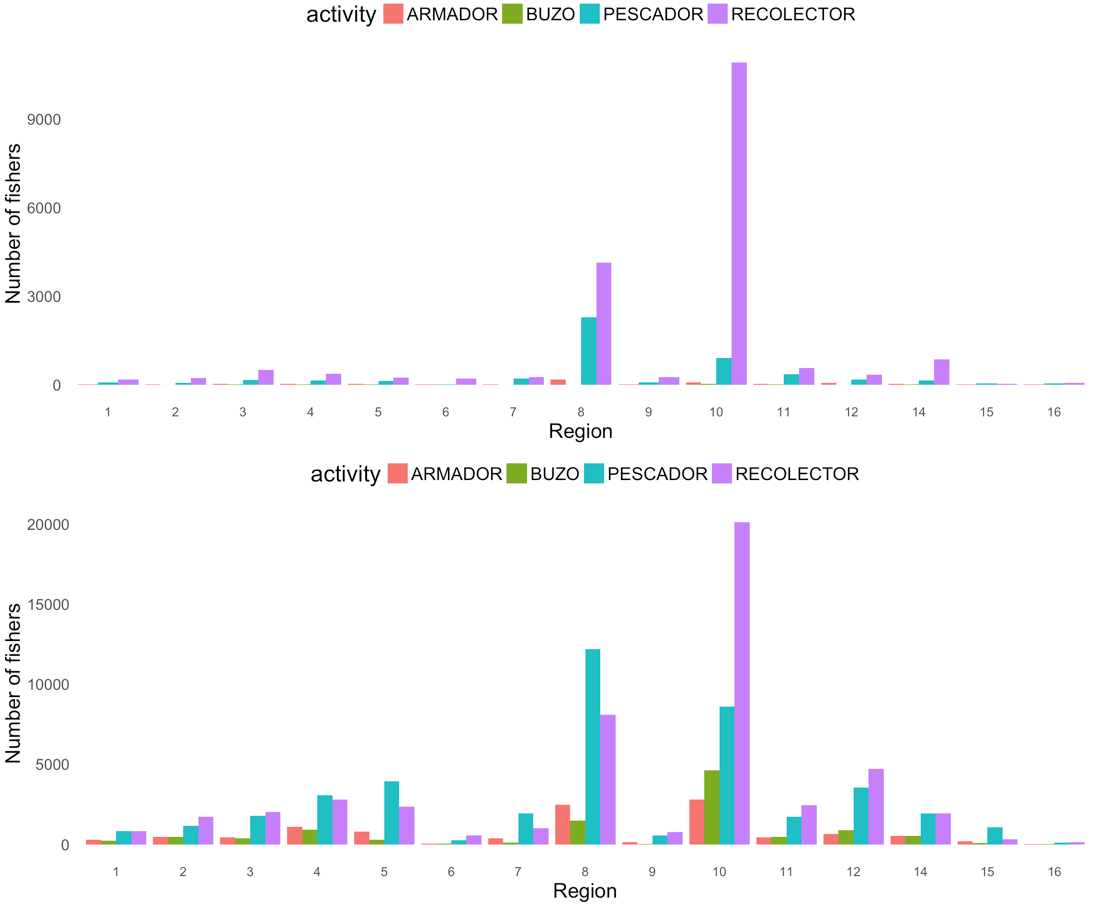 activity ARMADOR BUZO PESCADOR RECOLECTOR
Number of fishers
9000
6000
3000
0
1 2 3 4 5 6 7 8 9 10 11 12 14 15 16
Region
activity ARMADOR BUZO PESCADOR RECOLECTOR
Number of fishers
20000
15000
10000
5000
0
1 2 3 4 5 6 7 8 9 10 11 12 14 15 16
Region